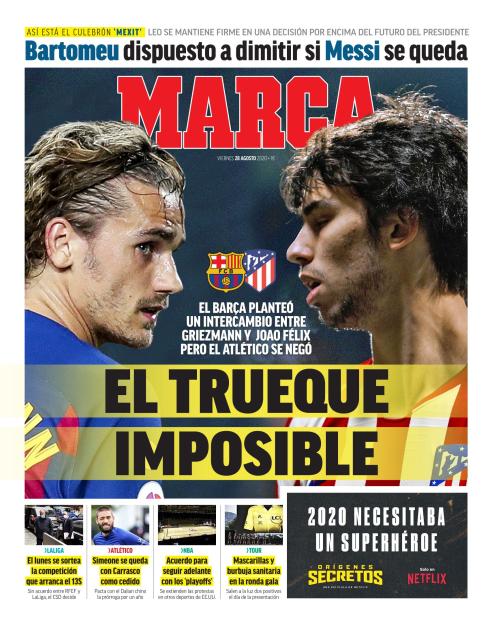 ASÍ ESTÁ EL CULEBRÓN 'MEXIT' LEO SE MANTIENE FIRME EN UNA DECISIÓN POR ENCIMA DEL FUTURO DEL PRESIDENTE
Bartomeu dispuesto a dimitir si Messi se queda
MARCA
VIERNES 28 AGOSTO 2020 • 1€
EL BARÇA PLANTEÓ
UN INTERCAMBIO ENTRE
GRIEZMANN Y JOAO FÉLIX
PERO EL ATLÉTICO SE NEGÓ
EL TRUEQUE
IMPOSIBLE
LALIGA
El lunes se sortea
la competición
que arranca el 13S
Sin acuerdo entre RFEF y
LaLiga, el CSD decide
ATLÉTICO
Simeone se queda
con Carrasco
como cedido
Pacta con el Dalian chino
la prórroga por un año
NBA
Acuerdo para
seguir adelante
con los 'playoffs'
Se extienden las protestas
en otros deportes de EE.UU.
TOUR
Mascarillas y
burbuja sanitaria
en la ronda gala
Salen a la luz dos positivos
el día de la presentación
2020 NECESITABA
UN SUPERHÉROE
ORÍGENES
SECRETOS
Solo en
NETFLIX